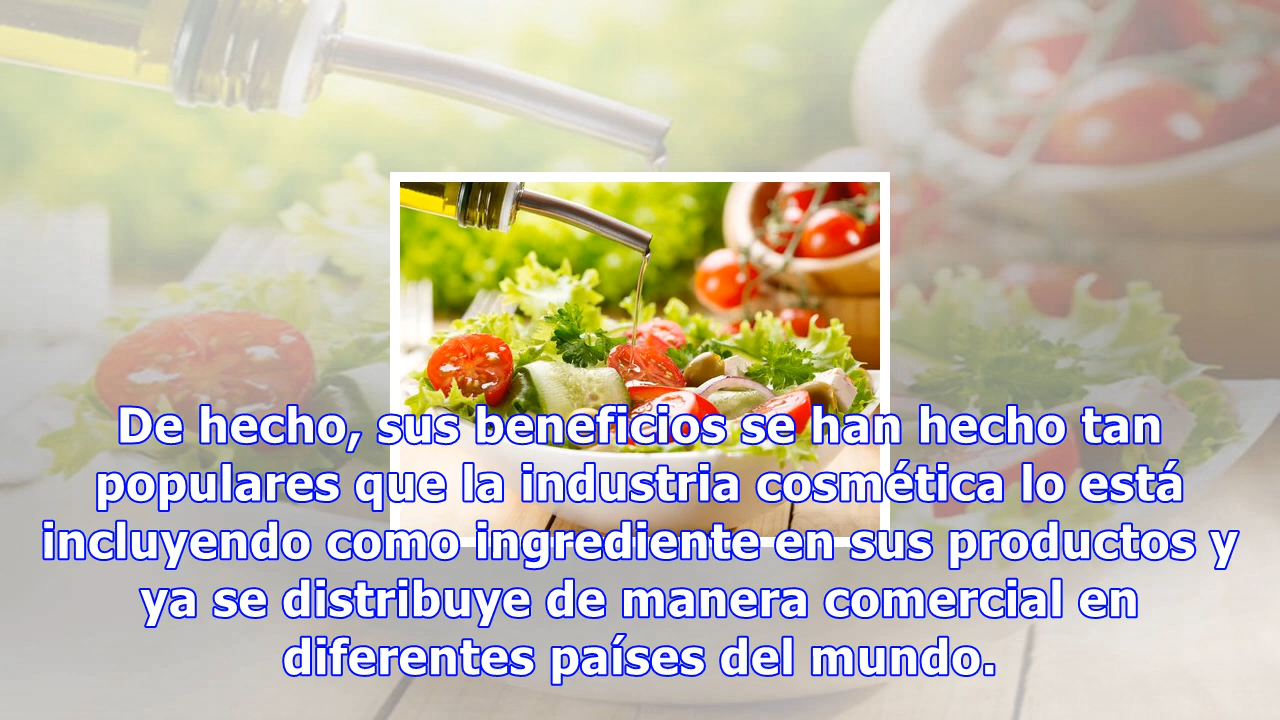 De hecho, sus beneficios se han hecho tan
populares que la industria cosmética lo está
incluyendo como ingrediente en sus productos y
ya se distribuye de manera comercial en
diferentes países del mundo.